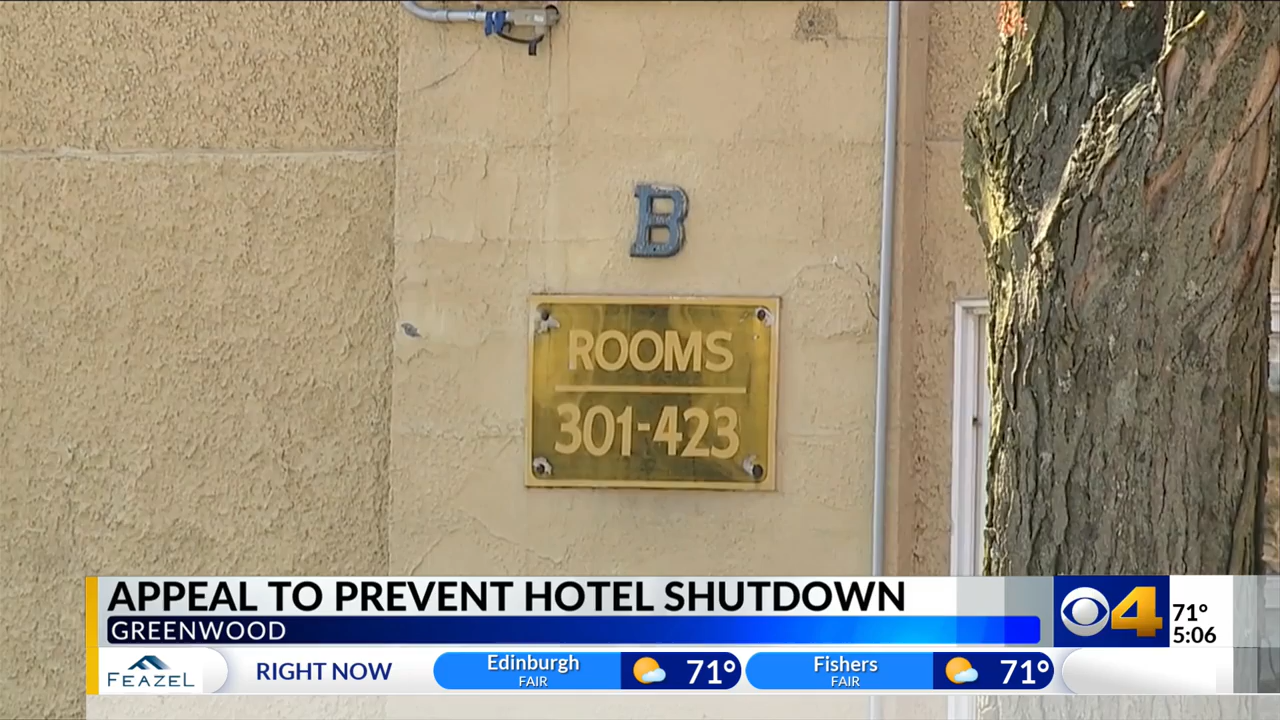 B
ROOMS
301-423
APPEAL TO PREVENT HOTEL SHUTDOWN
GREENWOOD
4
71°
5:06
FEAZEL
RIGHT NOW
Edinburgh
FAIR
71°
Fishers
FAIR
71°